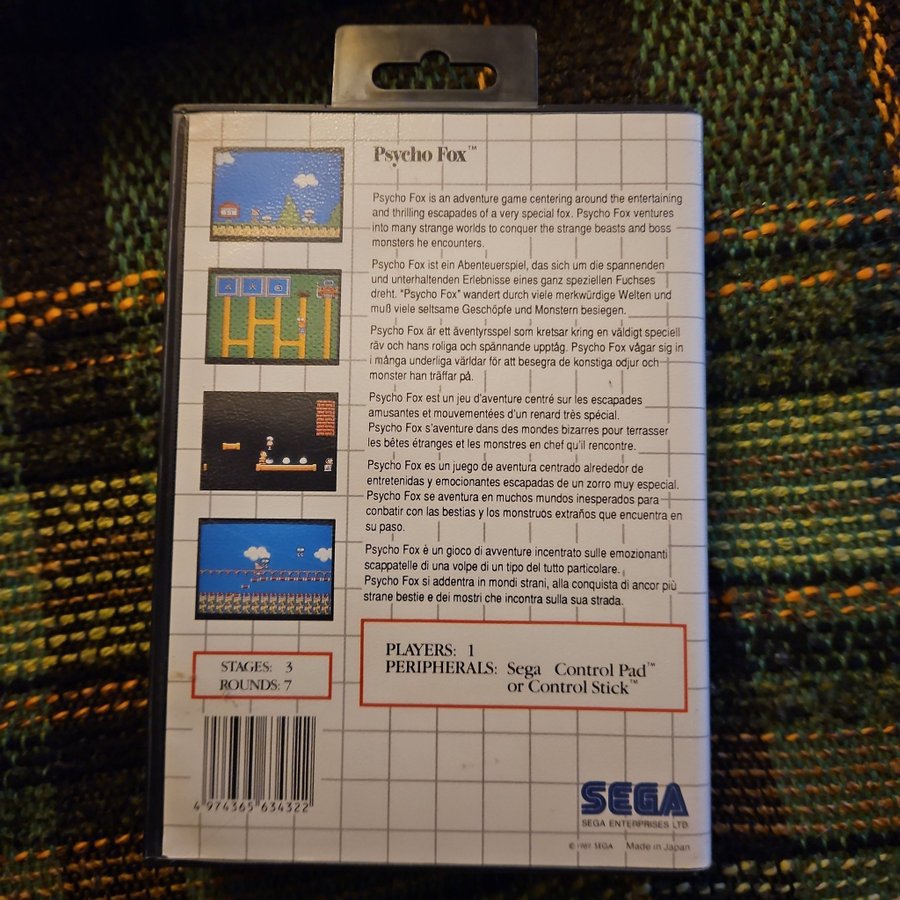 Psycho Fox™
Psycho Fox is an adventure game centering around the entertaining
and thrilling escapades of a very special fox. Psycho Fox ventures
into many strange worlds to conquer the strange beasts and boss
monsters he encounters.
Psycho Fox ist ein Abenteuerspiel, das sich um die spannenden
und unterhaltenden Erlebnisse eines ganz speziellen Fuchses
dreht. "Psycho Fox" wandert durch viele merkwürdige Welten und
muß viele seltsame Geschöpfe und Monstern besiegen.
Psycho Fox är ett äventyrsspel som kretsar kring en väldigt speciell
räv och hans roliga och spännande upptåg. Psycho Fox vågar sig in
i många underliga världar för att besegra de konstiga odjur och
monster han träffar på.
Psycho Fox est un jeu d'aventure centré sur les escapades
amusantes et mouvementées d'un renard très spécial.
Psycho Fox s'aventure dans des mondes bizarres pour terrasser
les bêtes étranges et les monstres en chef qu'il rencontre.
Psycho Fox es un juego de aventura centrado alrededor de
entretenidas y emocionantes escapadas de un zorro muy especial.
Psycho Fox se aventura en muchos mundos inesperados para
conbatir con las bestias y los monstruos extraños que encuentra en
su paso.
Psycho Fox è un gioco di avventure incentrato sulle emozionanti
scappatelle di una volpe di un tipo del tutto particolare.
Psycho Fox si addentra in mondi strani, alla conquista di ancor più
strane bestie e dei mostri che incontra sulla sua strada.
PLAYERS: 1
PERIPHERALS: Sega Control Pad™
or Control Stick™
STAGES: 3
ROUNDS: 7
4 974365 634322
SEGA
SEGA ENTERPRISES LTD.
© SEGA Made in Japan